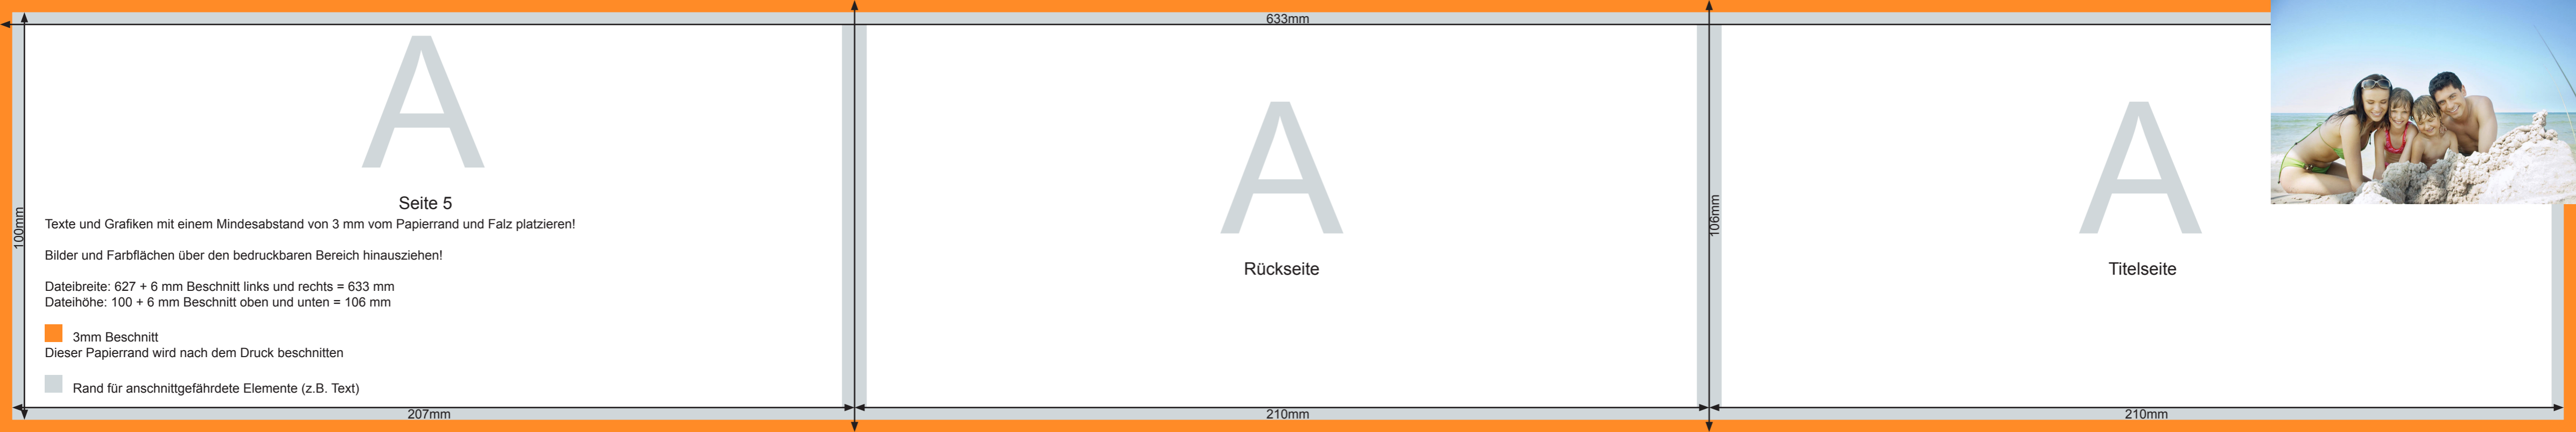 633mm
A
Seite 5
Texte und Grafiken mit einem Mindesabstand von 3 mm vom Papierrand und Falz platzieren!
Bilder und Farbflächen über den bedruckbaren Bereich hinausziehen!
Dateibreite: 627 + 6 mm Beschnitt links und rechts = 633 mm
Dateihöhe: 100 + 6 mm Beschnitt oben und unten = 106 mm
3mm Beschnitt
Dieser Papierrand wird nach dem Druck beschnitten
Rand für anschnittgefährdete Elemente (z.B. Text)
100mm
207mm
A
Rückseite
210mm
106mm
A
Titelseite
210mm